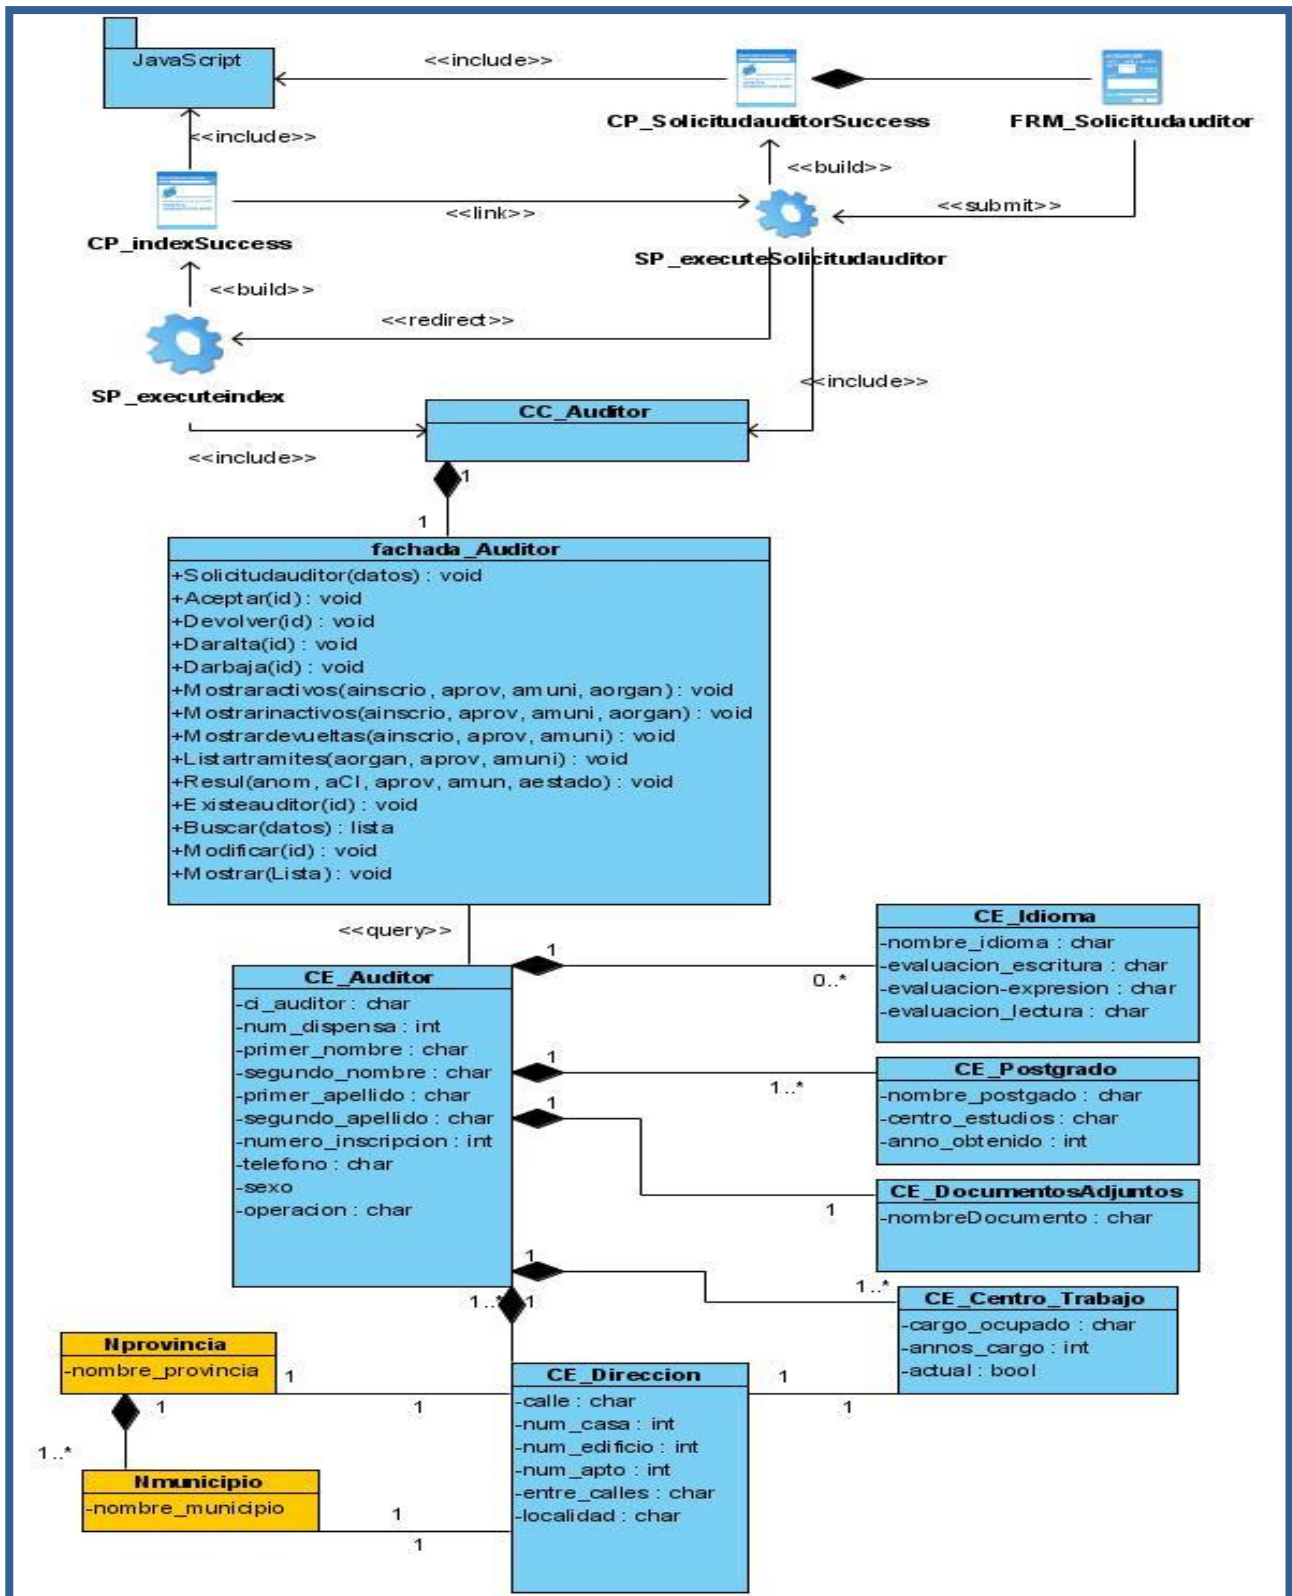 JavaScript
<<include>>
CP_SolicitudauditorSuccess
FRM_Solicitudauditor
<<include>>
<<build>>
<<link>>
<<submit>>
CP_indexSuccess
SP_executeSolicitudauditor
<<build>>
<<redirect>>
SP_executeindex
<<include>>
CC_Auditor
<<include>>
1
1
fachada_Auditor
+Solicitudauditor(datos) : void
+Aceptar(id) : void
+Devolver(id) : void
+Daralta(id) : void
+Darbaja(id) : void
+Mostraractivos(ainscrio, aprov, amuni, aorgan) : void
+Mostrarinactivos(ainscrio, aprov, amuni, aorgan) : void
+Mostrardevueltas(ainscrio, aprov, amuni) : void
+Listartramites(aorgan, aprov, amuni) : void
+Resul(anom, aCI, aprov, amun, aestado) : void
+Existeauditor(id) : void
+Buscar(datos) : lista
+Modificar(id) : void
+Mostrar(Lista) : void
<<query>>
CE_Auditor
-ci_auditor : char
-num_dispensa : int
-primer_nombre : char
-segundo_nombre : char
-primer_apellido : char
-segundo_apellido : char
-numero_inscripcion : int
-telefono : char
-sexo
-operacion : char
1
0..*
CE_Idioma
-nombre_idioma : char
-evaluacion_escritura : char
-evaluacion-expresion : char
-evaluacion_lectura : char
1
1..*
CE_Postgrado
-nombre_postgado : char
-centro_estudios : char
-anno_obtenido : int
1
1
CE_DocumentosAdjuntos
-nombreDocumento : char
1
1..*
CE_Centro_Trabajo
-cargo_ocupado : char
-annos_cargo : int
-actual : bool
1..*
1
Nprovincia
-nombre_provincia
1
1
CE_Direccion
-calle : char
-num_casa : int
-num_edificio : int
-num_apto : int
-entre_calles : char
-localidad : char
1
1
1
1..*
Nmunicipio
-nombre_municipio
1
1